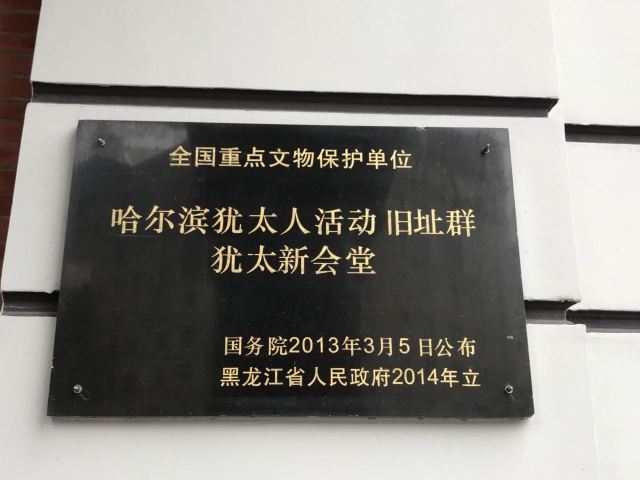 全国重点文物保护单位
哈尔滨犹太人活动旧址群
犹太新会堂
国务院2013年3月5日公布
黑龙江省人民政府2014年立